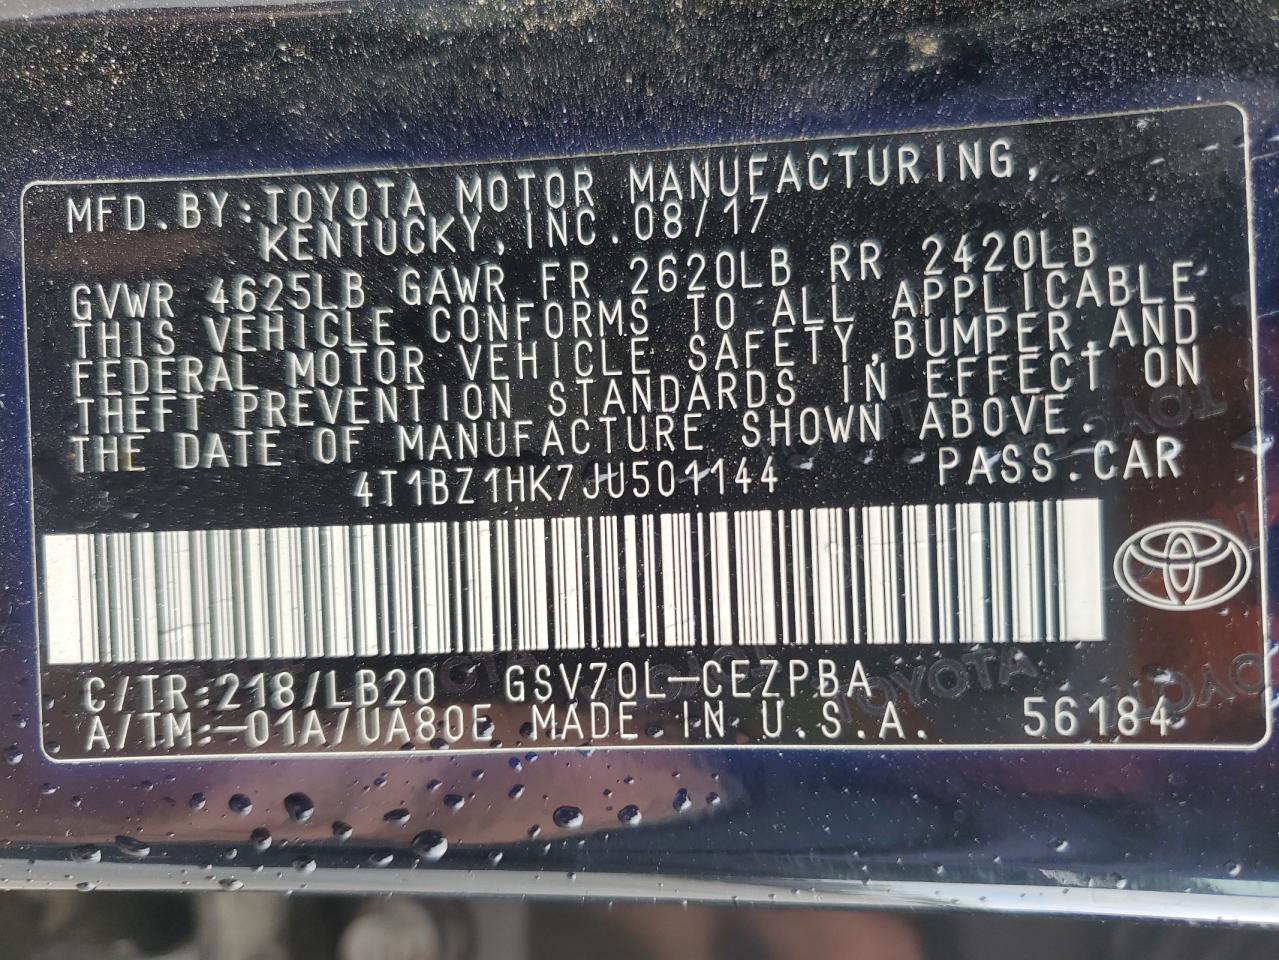 MFD.BY:TOYOTA MOTOR MANUFACTURING,
KENTUCKY,INC.08/17
GVWR 4625LB GAWR FR 2620LB RR 2420LB
THIS VEHICLE CONFORMS TO ALL APPLICABLE
FEDERAL MOTOR VEHICLE SAFETY,BUMPER,AND
THEFT PREVENTION STANDARDS IN EFFECT ON
THE DATE OF MANUFACTURE SHOWN ABOVE.
4T1BZ1HK7JU501144 PASS.CAR
C/TR:218/LB20 GSV70L-CEZPBA
A/TM:-01A/UA80E MADE IN U.S.A. 56184